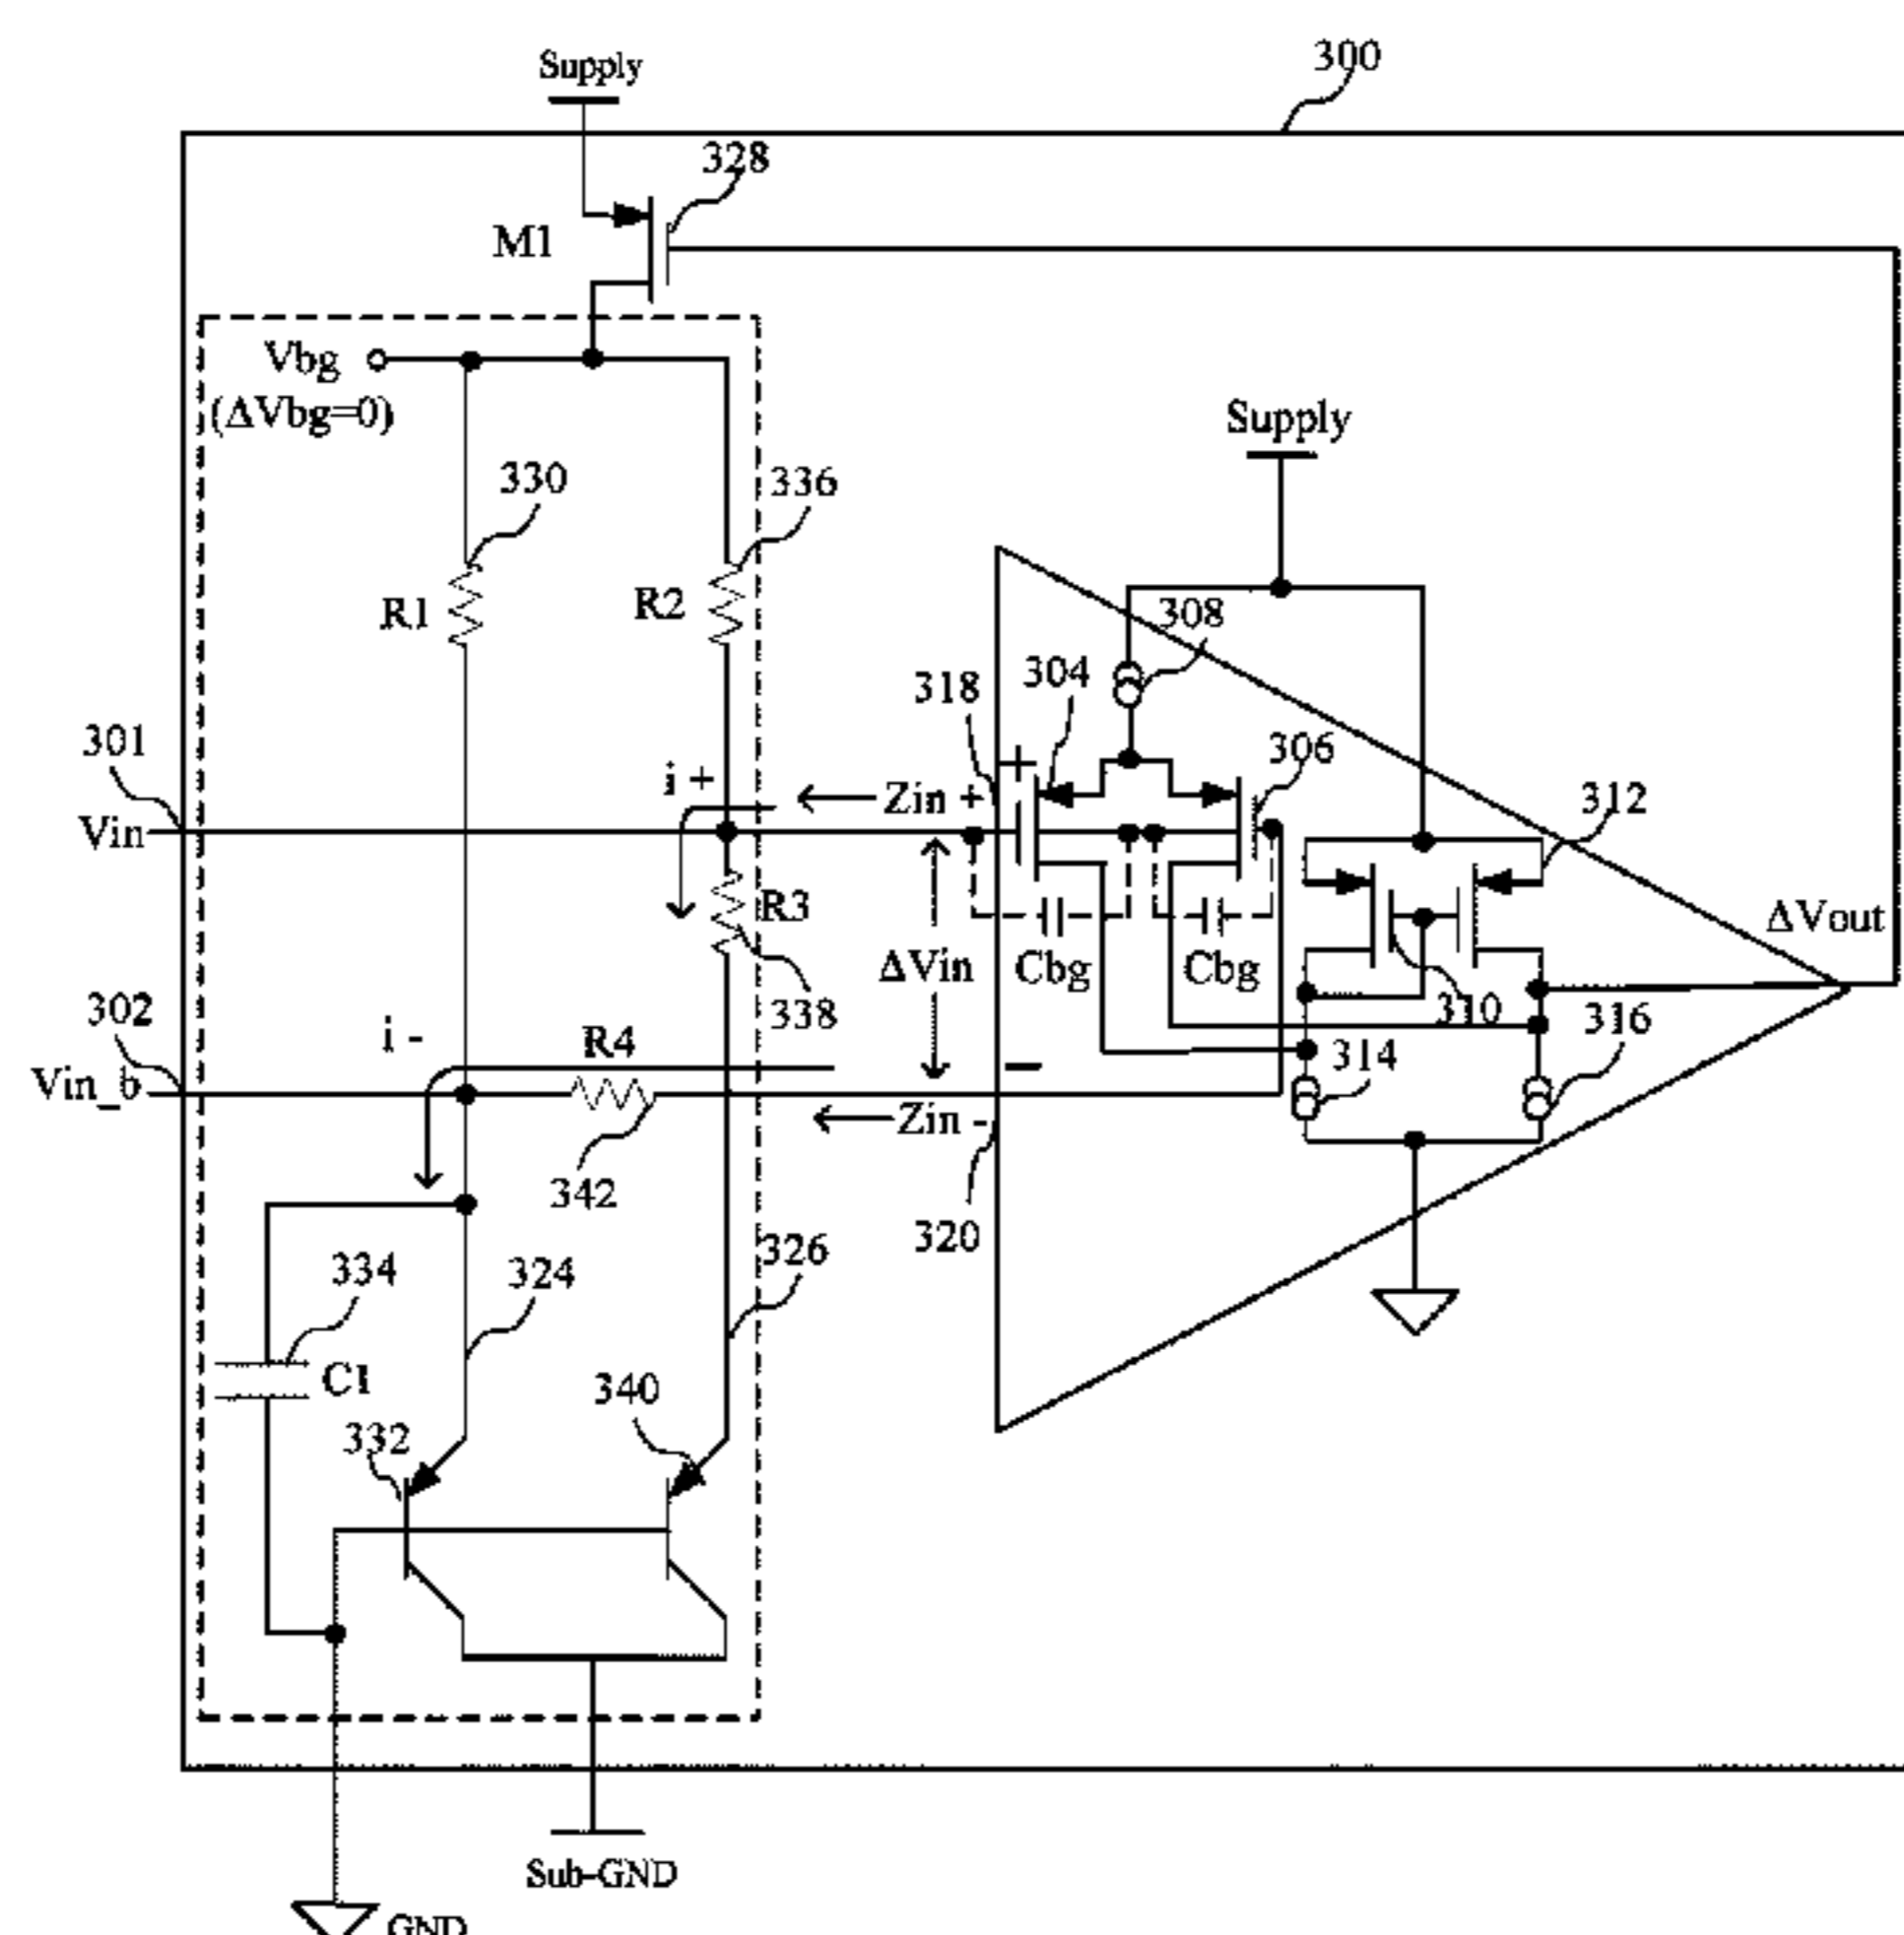 300
Supply
328
M1
Vbg
(ΔVbg=0)
Supply
330
336
R1
R2
308
318
304
306
301
i +
Zin +
312
Vin
R3
ΔVout
ΔVin
Cbg
Cbg
302
338
310
316
i -
R4
314
Vin_b
Zin -
342
320
334
324
326
C1
340
332
Sub-GND
GND